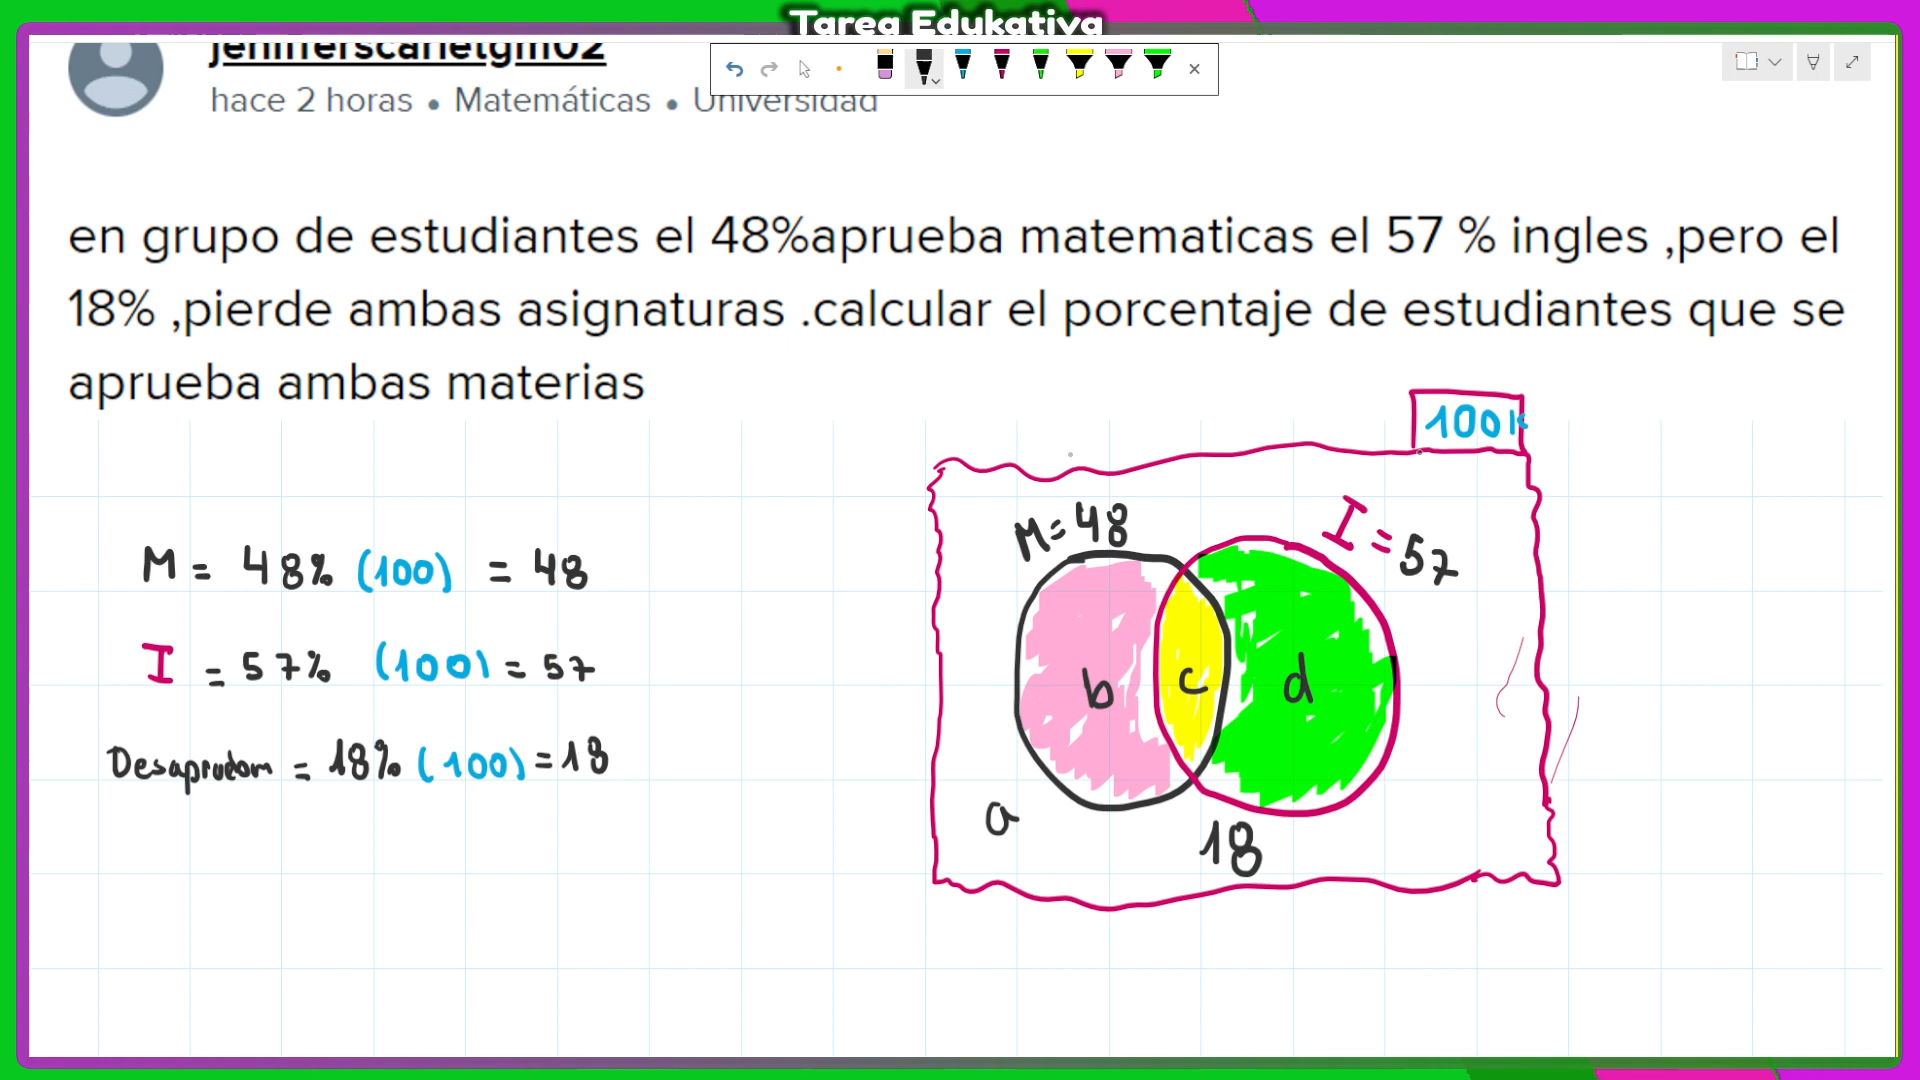 Tarea Edukativa
jenifferscarletgm02
hace 2 horas • Matemáticas • Universidad
en grupo de estudiantes el 48%aprueba matematicas el 57 % ingles ,pero el
18% ,pierde ambas asignaturas .calcular el porcentaje de estudiantes que se
aprueba ambas materias
100K
M = 48
I = 57
M = 48% (100) = 48
I = 57% (100) = 57
b c d
= 18% (100) = 18
a
18